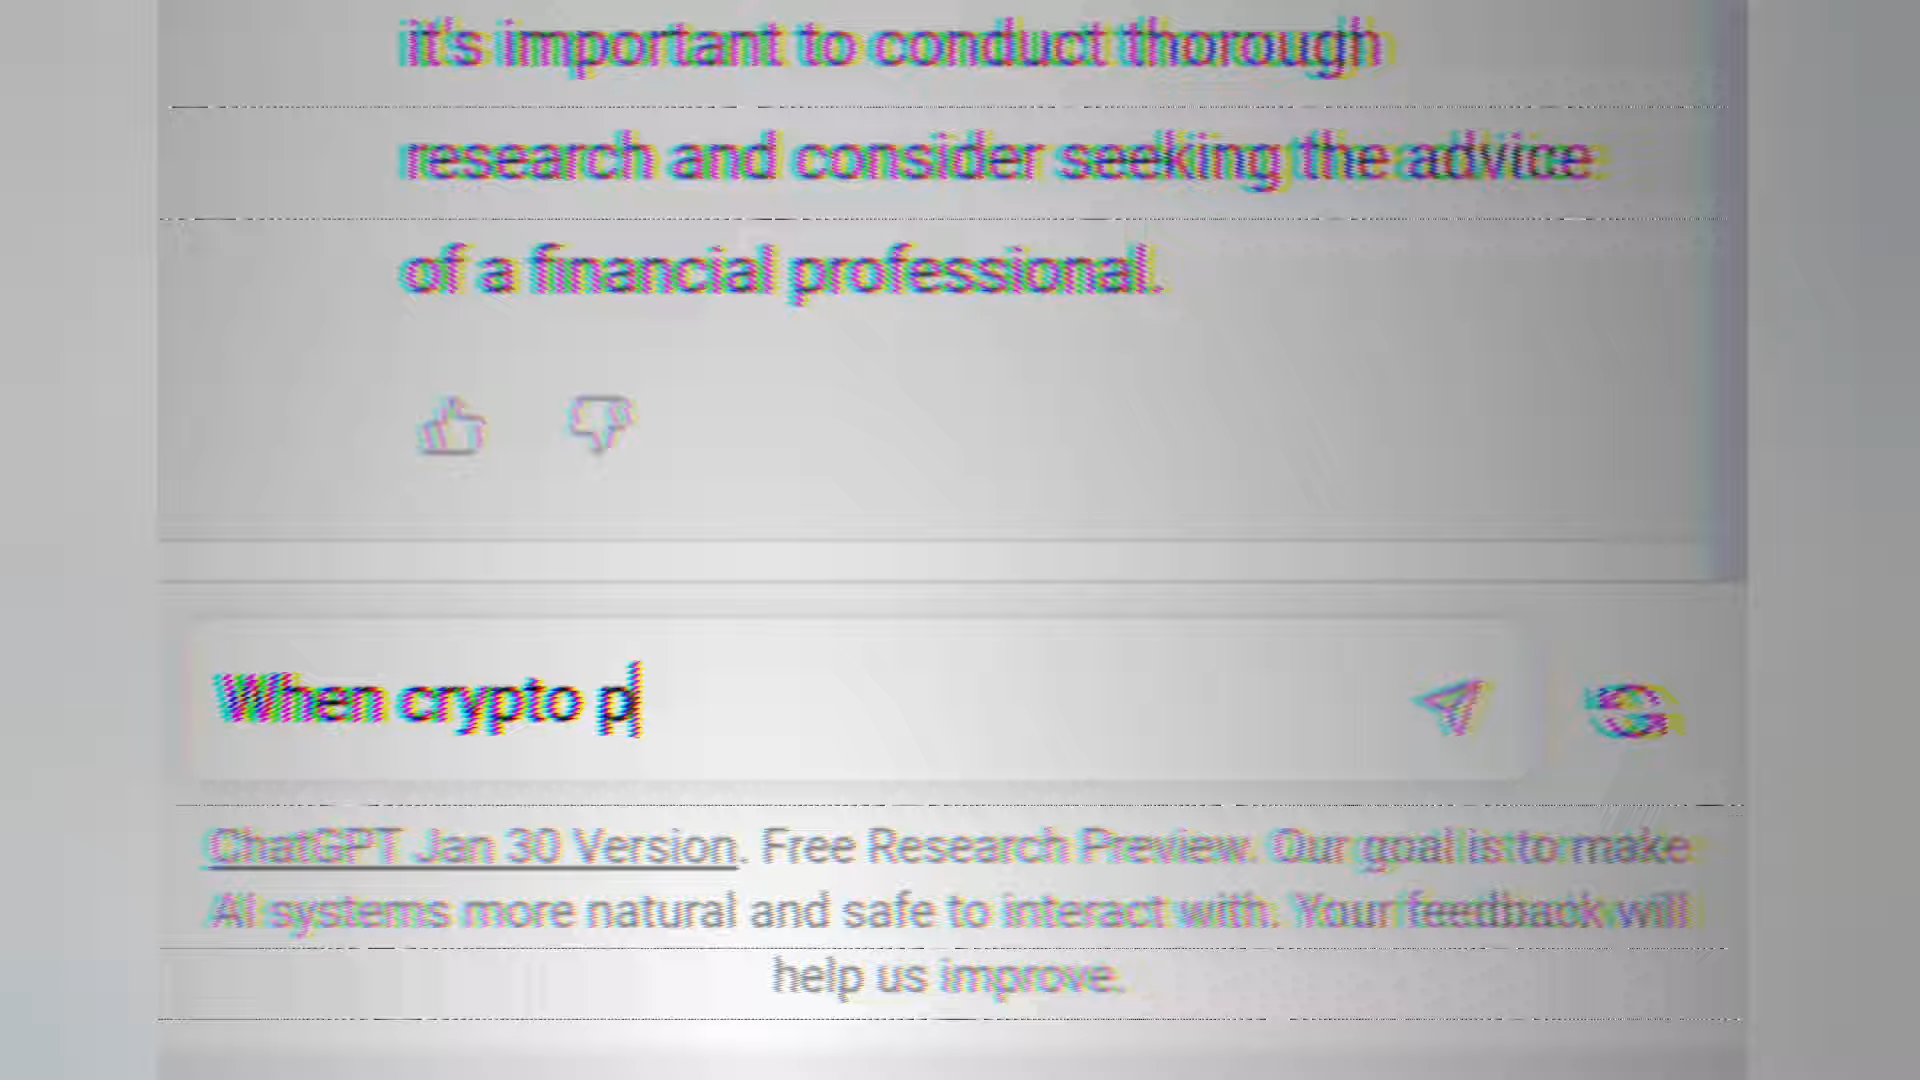 it's important to conduct thorough
research and consider seeking the advice
of a financial professional.
When crypto p
ChatGPT Jan 30 Version. Free Research Preview. Our goal is to make
AI systems more natural and safe to interact with. Your feedback will
help us improve.